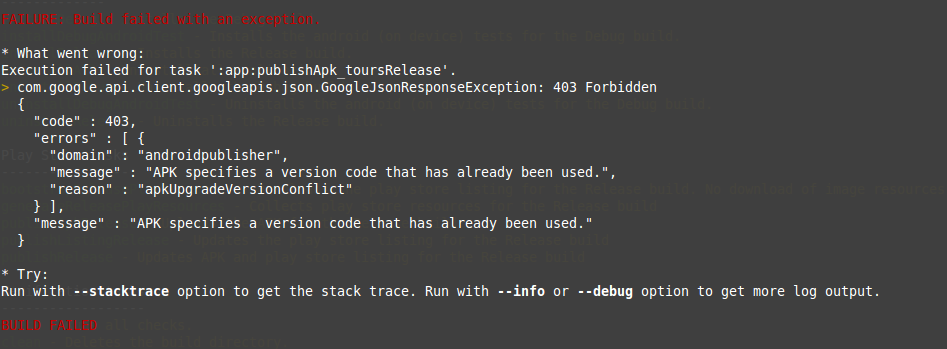 FAILURE: Build failed with an exception.
* What went wrong:
Execution failed for task ':app:publishApk_toursRelease'.
> com.google.api.client.googleapis.json.GoogleJsonResponseException: 403 Forbidden
{
"code" : 403,
"errors" : [ {
"domain" : "androidpublisher",
"message" : "APK specifies a version code that has already been used.",
"reason" : "apkUpgradeVersionConflict"
} ],
"message" : "APK specifies a version code that has already been used."
}
* Try:
Run with --stacktrace option to get the stack trace. Run with --info or --debug option to get more log output.
BUILD FAILED